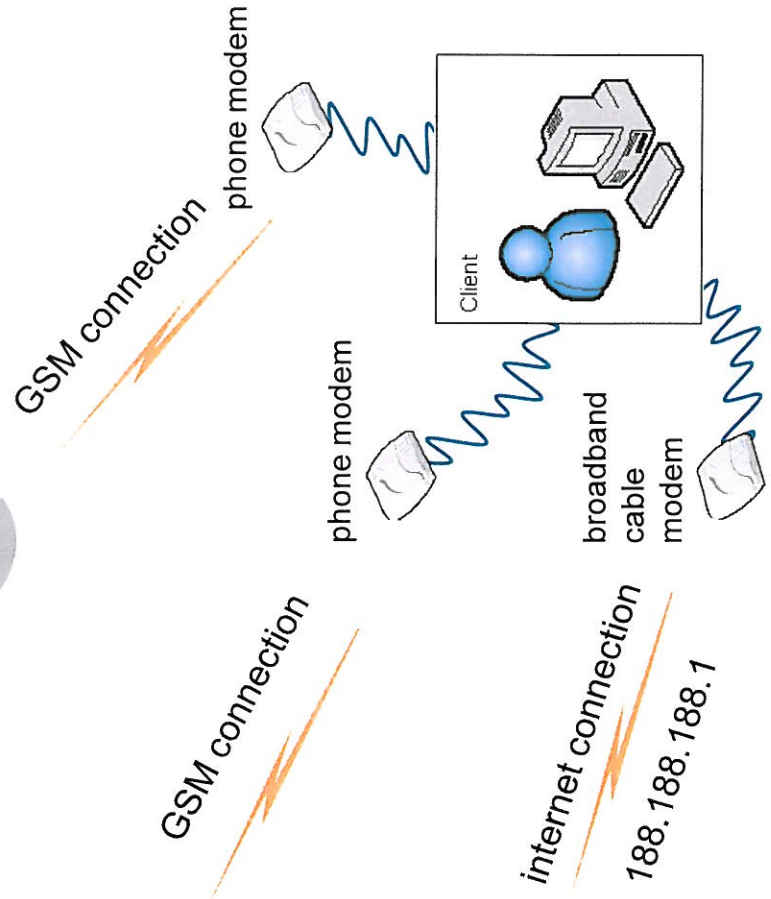 GSM connection
phone modem
GSM connection
phone modem
Client
internet connection
188.188.188.1
broadband
cable
modem